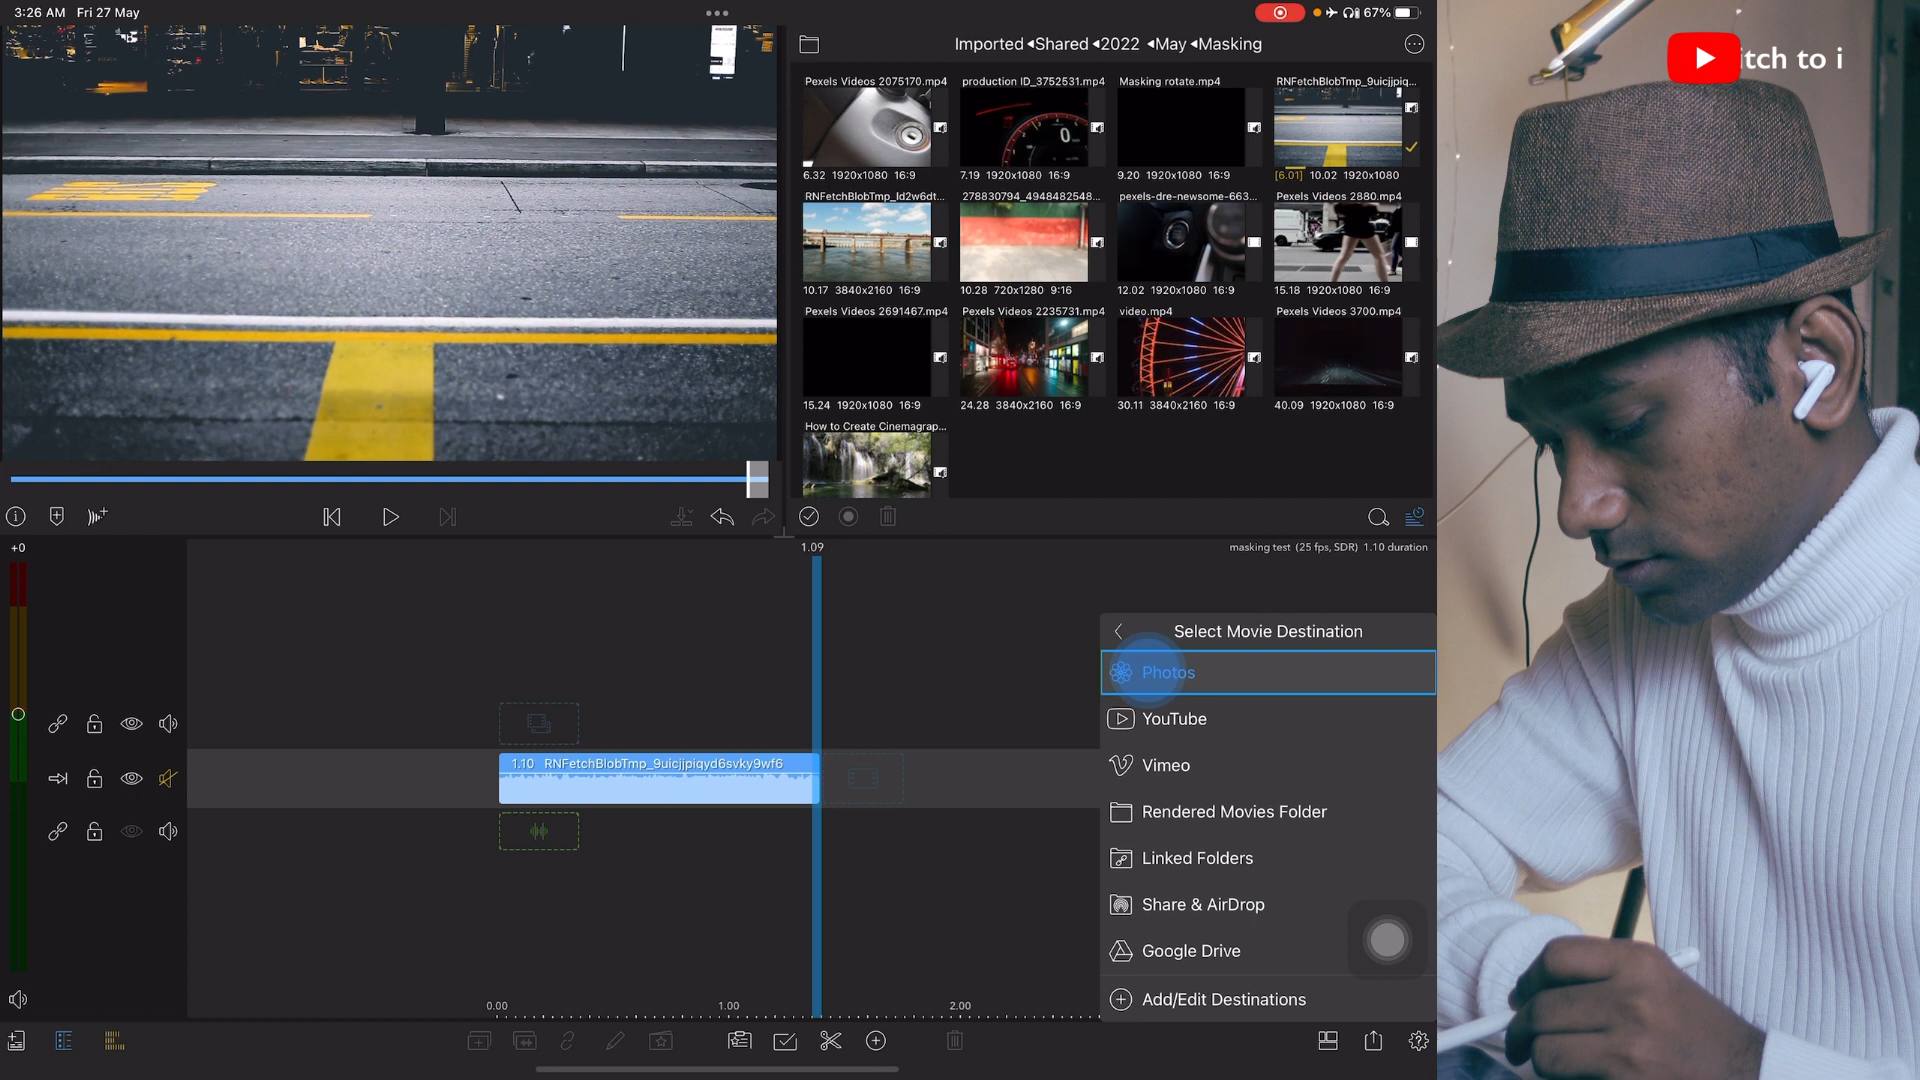 3:26 AM Fri 27 May
67%
itch to i
Imported ◂Shared ◂2022 ◂May ◂Masking
Pexels Videos 2075170.mp4
production ID_3752531.mp4
Masking rotate.mp4
RNFetchBlobTmp_9uicjjpiq...
6.32 1920x1080 16:9
7.19 1920x1080 16:9
9.20 1920x1080 16:9
[6.01] 10.02 1920x1080
RNFetchBlobTmp_ld2w6dt...
278830794_4948482548...
pexels-dre-newsome-663...
Pexels Videos 2880.mp4
10.17 3840x2160 16:9
10.28 720x1280 9:16
12.02 1920x1080 16:9
15.18 1920x1080 16:9
Pexels Videos 2691467.mp4
Pexels Videos 2235731.mp4
video.mp4
Pexels Videos 3700.mp4
15.24 1920x1080 16:9
24.28 3840x2160 16:9
30.11 3840x2160 16:9
40.09 1920x1080 16:9
How to Create Cinemagrap...
+0
1.09
masking test (25 fps, SDR) 1.10 duration
Select Movie Destination
Photos
YouTube
Vimeo
Rendered Movies Folder
Linked Folders
Share & AirDrop
Google Drive
Add/Edit Destinations
1.10 RNFetchBlobTmp_9uicjjpiqyd6svky9wf6
0.00
1.00
2.00